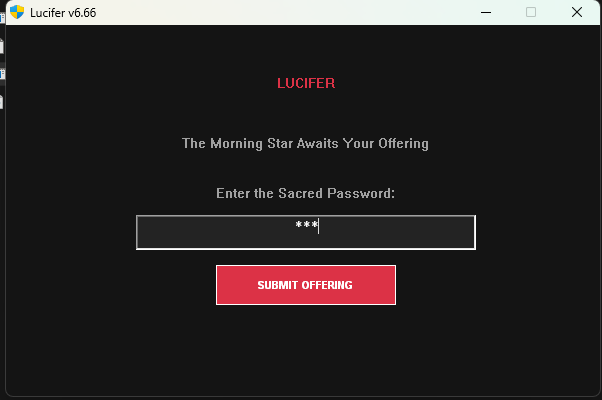 Lucifer v6.66
LUCIFER
The Morning Star Awaits Your Offering
Enter the Sacred Password:
***
SUBMIT OFFERING